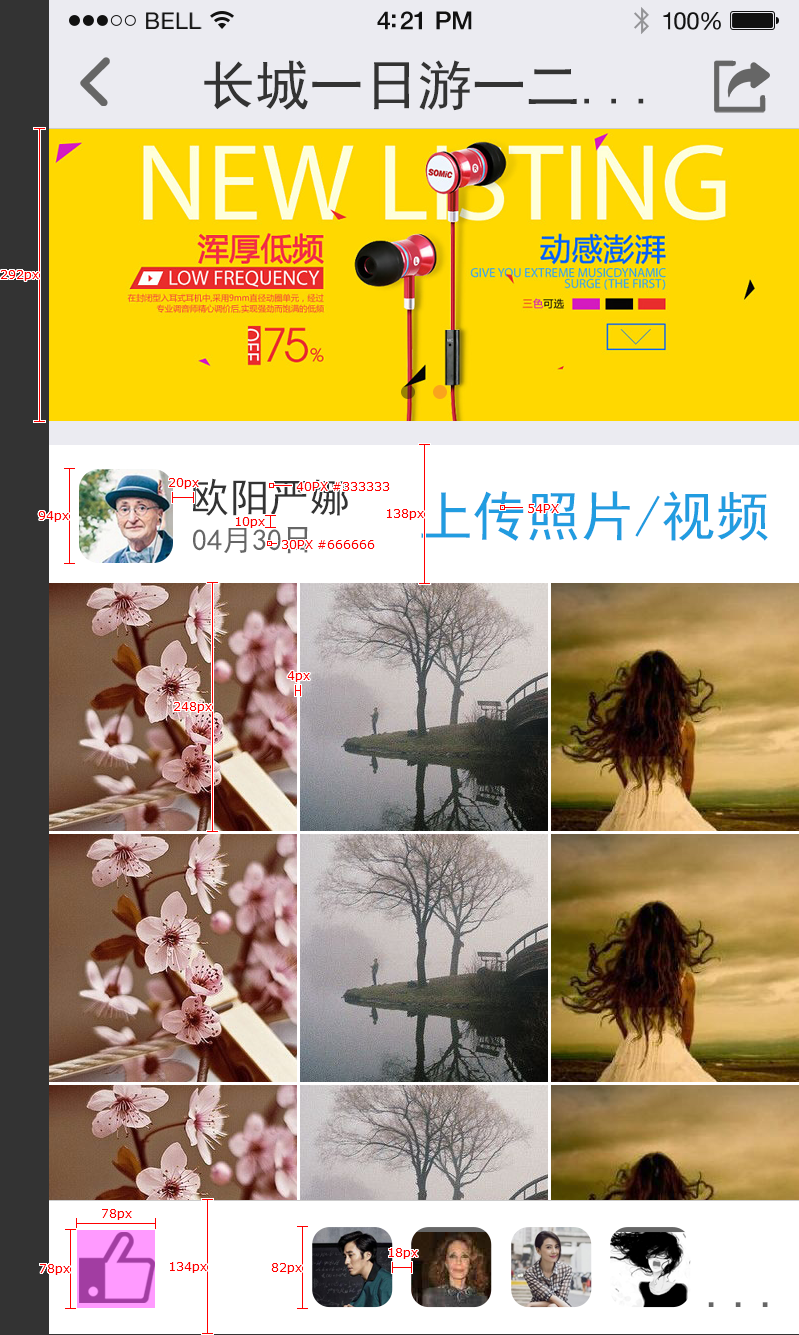 BELL 4:21 PM 100%
长城一日游一二...
NEW LISTING
SOMiC
浑厚低频
LOW FREQUENCY
在封闭型入耳式耳机中,采用9mm直径动圈单元，经过
专业调音师精心调价后,实现强劲而饱满的低频
OFF 75%
动感澎湃
GIVE YOU EXTREME MUSICDYNAMIC
SURGE (THE FIRST)
三色可选
292px
94px
20px
欧阳严娜
40PX #333333
10px
04月30日
30PX #666666
138px
上传照片/视频
54PX
4px
248px
78px
78px
134px
82px
18px
...